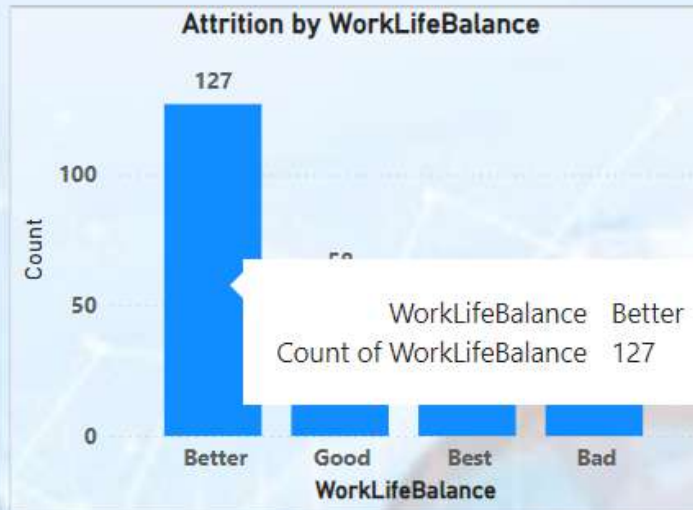 Attrition by WorkLifeBalance
127
100
58
50
0
Count
WorkLifeBalance Better
Count of WorkLifeBalance 127
Better Good Best Bad
WorkLifeBalance